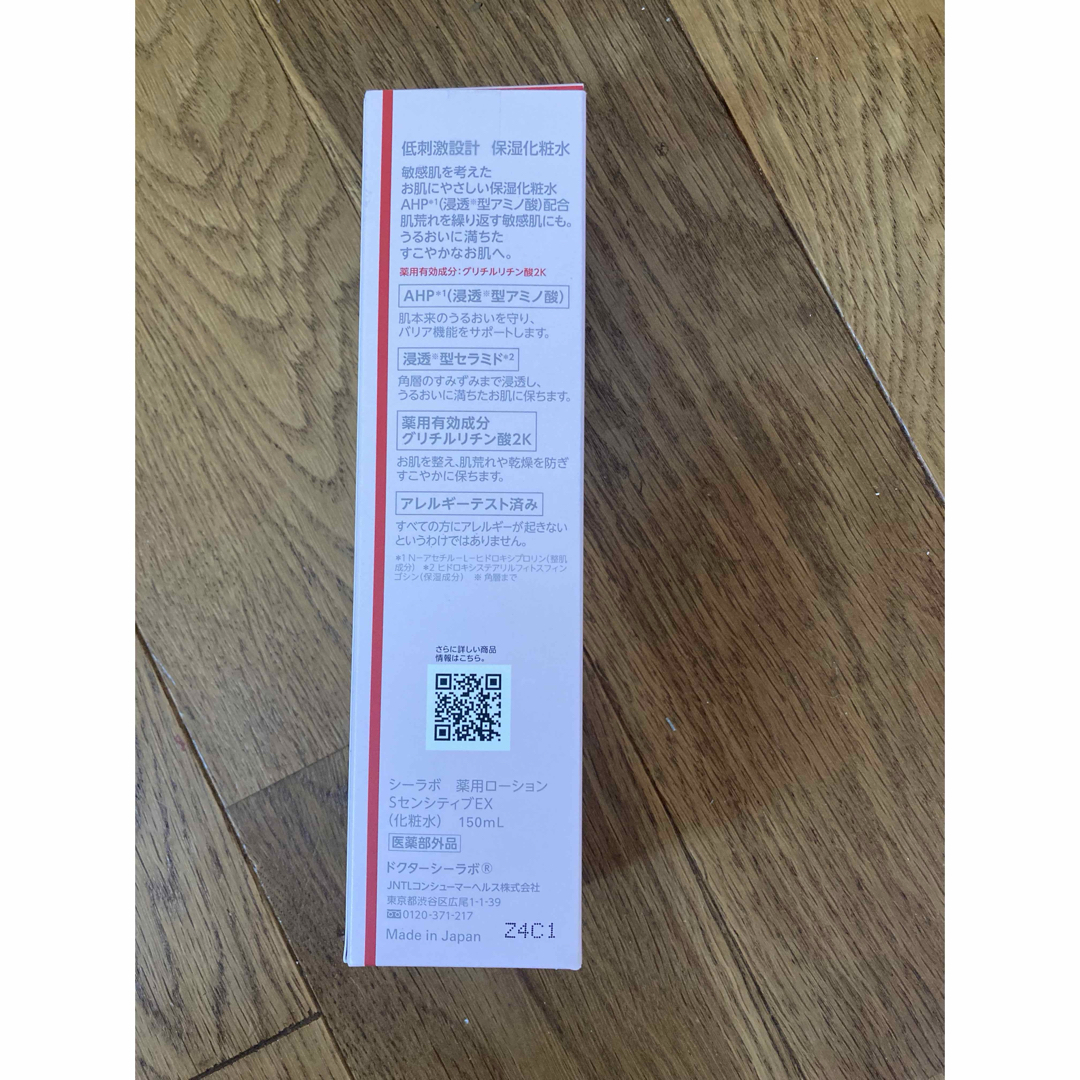 低刺激設計 保湿化粧水
敏感肌を考えた
お肌にやさしい保湿化粧水
AHP*1(浸透※型アミノ酸)配合
肌荒れを繰り返す敏感肌にも。
うるおいに満ちた
すこやかなお肌へ。
薬用有効成分:グリチルリチン酸2K
AHP*1(浸透※型アミノ酸)
肌本来のうるおいを守り、
バリア機能をサポートします。
浸透※型セラミド*2
角層のすみずみまで浸透し、
うるおいに満ちたお肌に保ちます。
薬用有効成分
グリチルリチン酸2K
お肌を整え、肌荒れや乾燥を防ぎ
すこやかに保ちます。
アレルギーテスト済み
すべての方にアレルギーが起きない
というわけではありません。
*1 N-アセチル-L-ヒドロキシプロリン(整肌
成分) *2 ヒドロキシステアリルフィトスフィン
ゴシン(保湿成分) ※ 角層まで
さらに詳しい商品
情報はこちら。
シーラボ 薬用ローション
SセンシティブEX
(化粧水) 150mL
医薬部外品
ドクターシーラボ®
JNTLコンシューマーヘルス株式会社
東京都渋谷区広尾1-1-39
0120-371-217
Made in Japan Z4C1